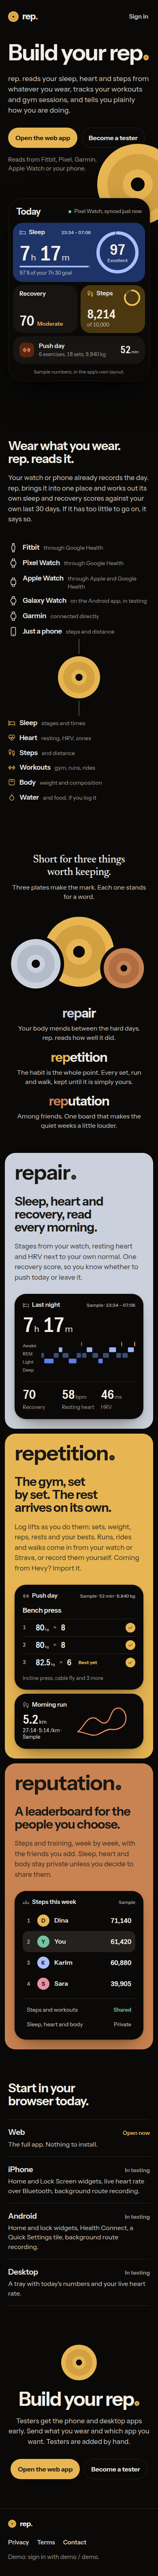 rep.
Sign in
Build your rep.
rep. reads your sleep, heart and steps from
whatever you wear, tracks your workouts
and gym sessions, and tells you plainly
how you are doing.
Open the web app
Become a tester
Reads from Fitbit, Pixel, Garmin,
Apple Watch or your phone.
Today
Pixel Watch, synced just now
Sleep
23:34 – 07:06
7h 17m
97% of your 7h 30 goal
97
Excellent
Recovery
70 Moderate
Steps
8,214
of 10,000
Push day
6 exercises, 18 sets, 9,840 kg
52 min
Sample numbers, in the app's own layout.
Wear what you wear.
rep. reads it.
Your watch or phone already records the day.
rep. brings it into one place and works out its
own sleep and recovery scores against your
own last 30 days. If it has too little to go on, it
says so.
Fitbit through Google Health
Pixel Watch through Google Health
Apple Watch through Apple and Google
Health
Galaxy Watch on the Android app, in testing
Garmin connected directly
Just a phone steps and distance
Sleep stages and times
Heart resting, HRV, zones
Steps and distance
Workouts gym, runs, rides
Body weight and composition
Water and food, if you log it
Short for three things
worth keeping.
Three plates make the mark. Each one stands
for a word.
repair
Your body mends between the hard days.
rep. reads how well it did.
repetition
The habit is the whole point. Every set, run
and walk, kept until it is simply yours.
reputation
Among friends. One board that makes the
quiet weeks a little louder.
repair.
Sleep, heart and
recovery, read
every morning.
Stages from your watch, resting heart
and HRV next to your own normal. One
recovery score, so you know whether to
push today or leave it.
Last night
Sample · 23:34 – 07:06
7h 17m
Awake
REM
Light
Deep
70
Recovery
58 bpm
Resting heart
46 ms
HRV
repetition.
The gym, set
by set. The rest
arrives on its own.
Log lifts as you do them: sets, weight,
reps, rests and your bests. Runs, rides
and walks come in from your watch or
Strava, or record them yourself. Coming
from Hevy? Import it.
Push day
Sample · 52 min · 9,840 kg
Bench press
1 80 kg × 8
2 80 kg × 8
3 82.5 kg × 6 Best yet
Incline press, cable fly and 3 more
Morning run
5.2 km
27:14 · 5:14 /km ·
Sample
reputation.
A leaderboard for the
people you choose.
Steps and training, week by week, with
the friends you add. Sleep, heart and
body stay private unless you decide to
share them.
Steps this week
Sample
1 D Dina 71,140
2 Y You 61,420
3 K Karim 60,880
4 S Sara 39,905
Steps and workouts Shared
Sleep, heart and body Private
Start in your
browser today.
Web
Open now
The full app. Nothing to install.
iPhone
In testing
Home and Lock Screen widgets, live heart rate
over Bluetooth, background route recording.
Android
In testing
Home and lock widgets, Health Connect, a
Quick Settings tile, background route
recording.
Desktop
In testing
A tray with today's numbers and your live heart
rate.
Build your rep.
Testers get the phone and desktop apps
early. Send what you wear and which app you
want. Testers are added by hand.
Open the web app
Become a tester
rep.
Privacy
Terms
Contact
Demo: sign in with demo / demo.